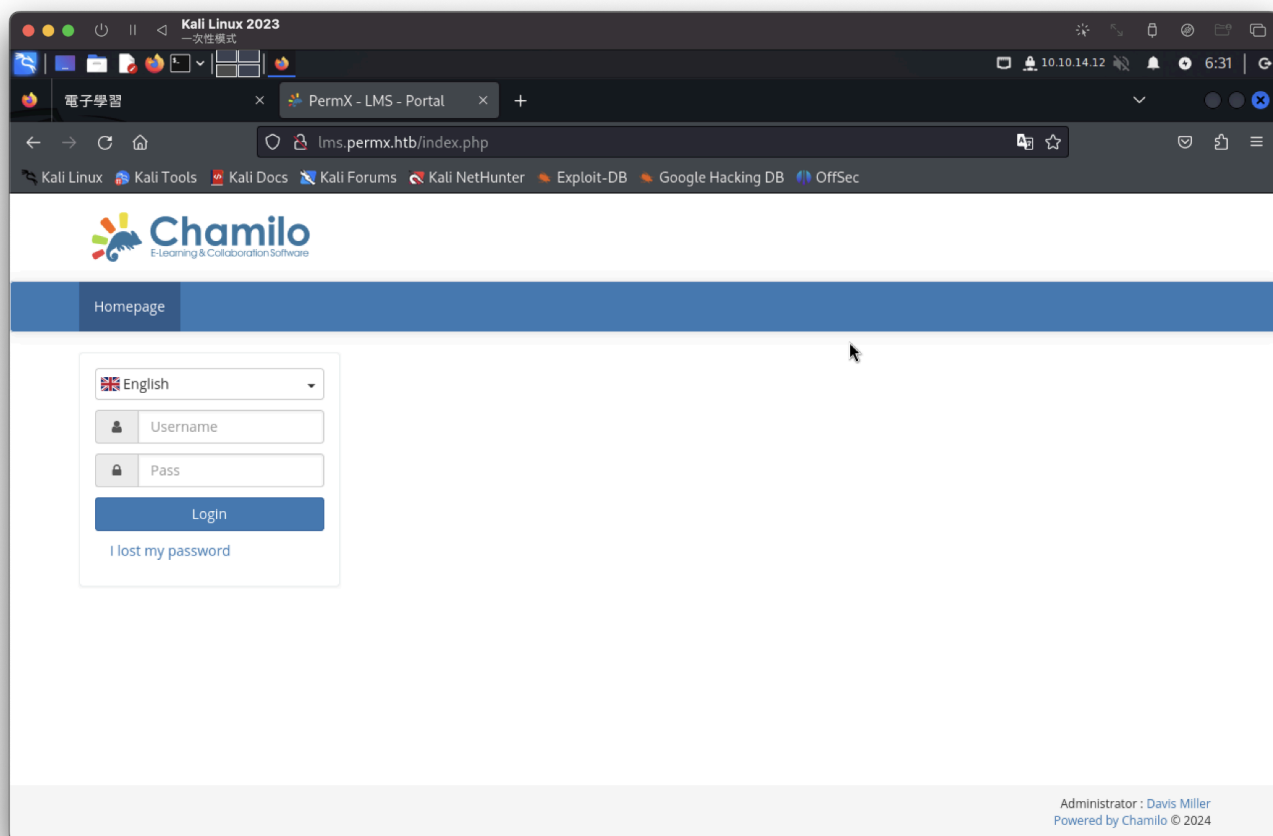 Kali Linux 2023
一次性模式
10.10.14.12 6:31
電子學習 PermX - LMS - Portal
lms.permx.htb/index.php
Kali Linux Kali Tools Kali Docs Kali Forums Kali NetHunter Exploit-DB Google Hacking DB OffSec
Chamilo
E-Learning & Collaboration Software
Homepage
English
Username
Pass
Login
I lost my password
Administrator : Davis Miller
Powered by Chamilo © 2024